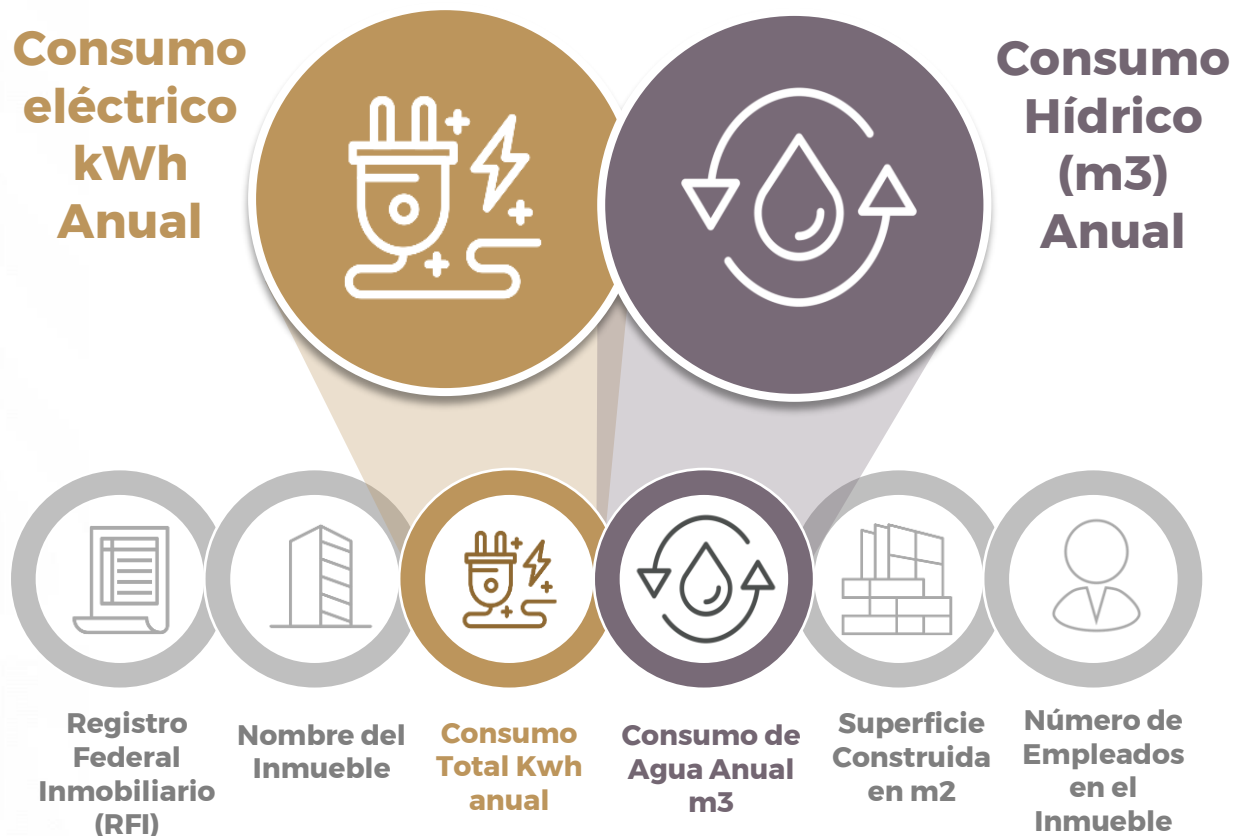 Consumo
eléctrico
kWh
Anual
Consumo
Hídrico
(m3)
Anual
Registro
Federal
Inmobiliario
(RFI)
Nombre del
Inmueble
Consumo
Total Kwh
anual
Consumo de
Agua Anual
m3
Superficie
Construida
en m2
Número de
Empleados
en el
Inmueble